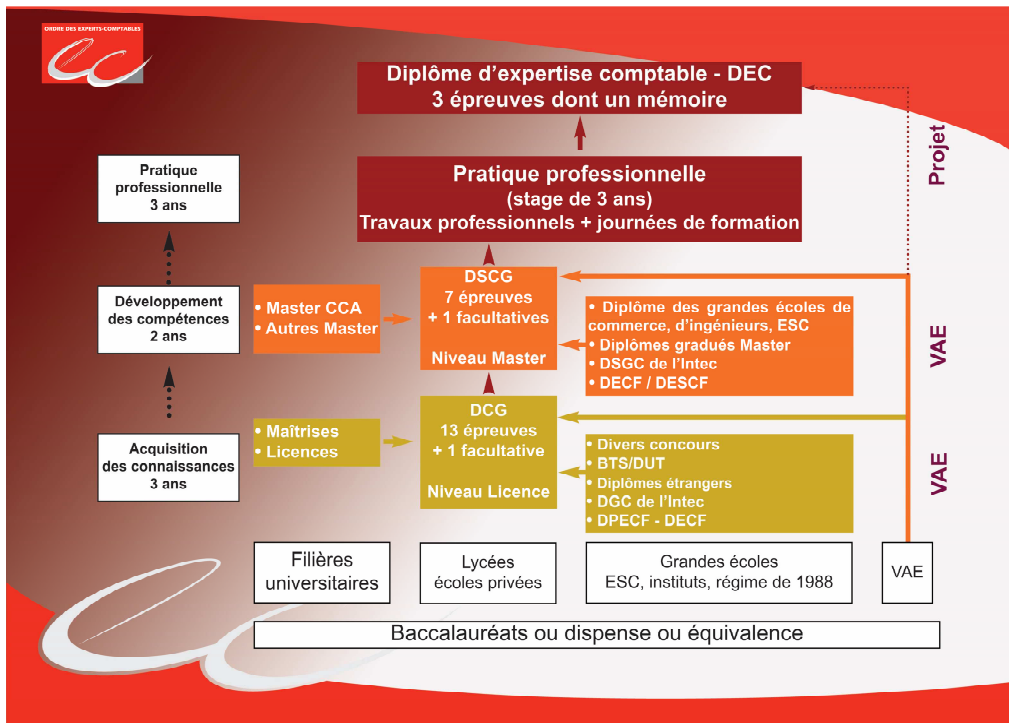 ORDRE DES EXPERTS-COMPTABLES
Diplôme d'expertise comptable - DEC
3 épreuves dont un mémoire
Projet
Pratique
professionnelle
3 ans
Pratique professionnelle
(stage de 3 ans)
Travaux professionnels + journées de formation
Développement
des compétences
2 ans
• Master CCA
• Autres Master
DSCG
7 épreuves
+ 1 facultatives
Niveau Master
• Diplôme des grandes écoles de
commerce, d'ingénieurs, ESC
• Diplômes gradués Master
• DSGC de l'Intec
• DECF / DESCF
VAE
Acquisition
des connaissances
3 ans
• Maîtrises
• Licences
DCG
13 épreuves
+ 1 facultative
Niveau Licence
• Divers concours
• BTS/DUT
• Diplômes étrangers
• DGC de l'Intec
• DPECF - DECF
VAE
Filières
universitaires
Lycées
écoles privées
Grandes écoles
ESC, instituts, régime de 1988
VAE
Baccalauréats ou dispense ou équivalence